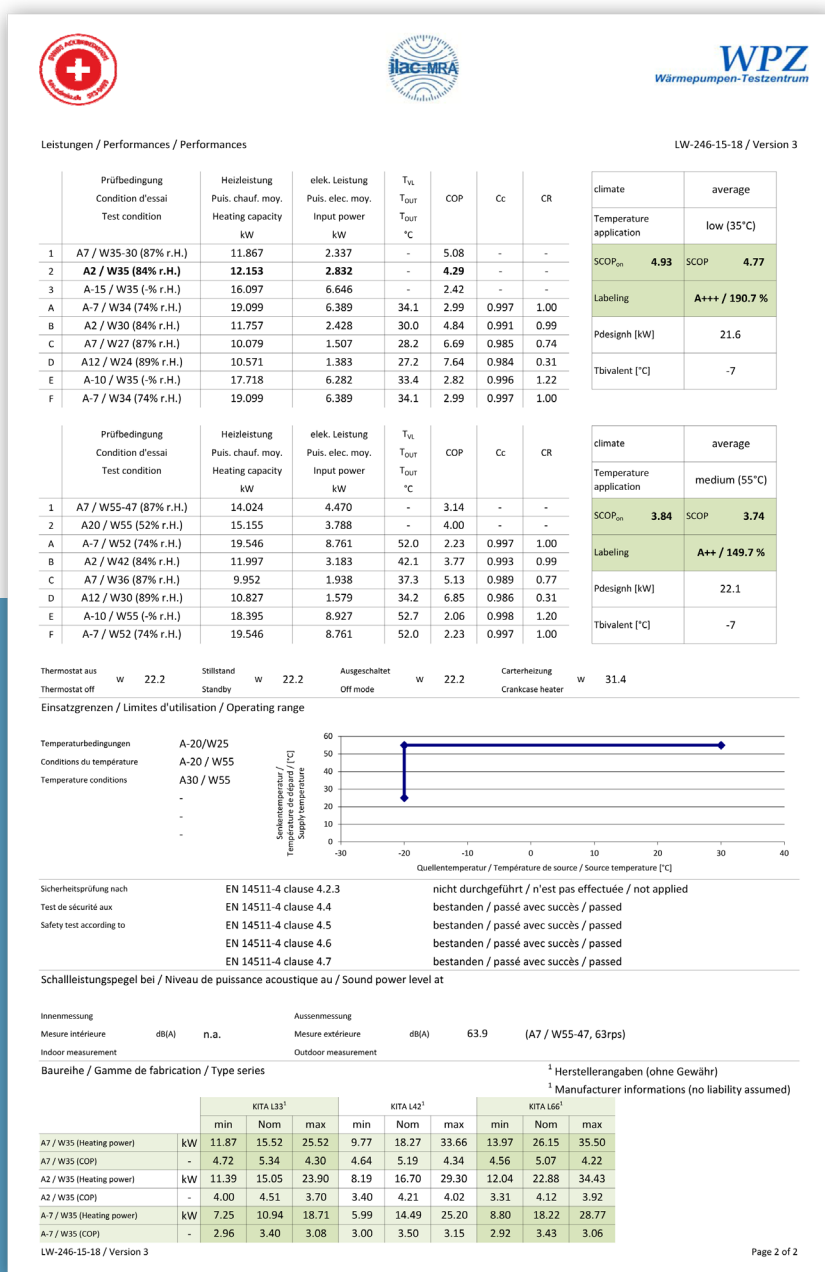 ilac-MRA
WPZ
Wärmepumpen-Testzentrum
Leistungen / Performances / Performances
LW-246-15-18 / Version 3
Prüfbedingung Heizleistung elek. Leistung TVL
Condition d'essai Puis. chauf. moy. Puis. elec. moy. TOUT COP Cc CR
Test condition Heating capacity Input power TOUT
kW kW °C
1 A7 / W35-30 (87% r.H.) 11.867 2.337 - 5.08 - -
2 A2 / W35 (84% r.H.) 12.153 2.832 - 4.29 - -
3 A-15 / W35 (-% r.H.) 16.097 6.646 - 2.42 - -
A A-7 / W34 (74% r.H.) 19.099 6.389 34.1 2.99 0.997 1.00
B A2 / W30 (84% r.H.) 11.757 2.428 30.0 4.84 0.991 0.99
C A7 / W27 (87% r.H.) 10.079 1.507 28.2 6.69 0.985 0.74
D A12 / W24 (89% r.H.) 10.571 1.383 27.2 7.64 0.984 0.31
E A-10 / W35 (-% r.H.) 17.718 6.282 33.4 2.82 0.996 1.22
F A-7 / W34 (74% r.H.) 19.099 6.389 34.1 2.99 0.997 1.00
climate average
Temperature
application low (35°C)
SCOPon 4.93 SCOP 4.77
Labeling A+++ / 190.7 %
Pdesignh [kW] 21.6
Tbivalent [°C] -7
Prüfbedingung Heizleistung elek. Leistung TVL
Condition d'essai Puis. chauf. moy. Puis. elec. moy. TOUT COP Cc CR
Test condition Heating capacity Input power TOUT
kW kW °C
1 A7 / W55-47 (87% r.H.) 14.024 4.470 - 3.14 - -
2 A20 / W55 (52% r.H.) 15.155 3.788 - 4.00 - -
A A-7 / W52 (74% r.H.) 19.546 8.761 52.0 2.23 0.997 1.00
B A2 / W42 (84% r.H.) 11.997 3.183 42.1 3.77 0.993 0.99
C A7 / W36 (87% r.H.) 9.952 1.938 37.3 5.13 0.989 0.77
D A12 / W30 (89% r.H.) 10.827 1.579 34.2 6.85 0.986 0.31
E A-10 / W55 (-% r.H.) 18.395 8.927 52.7 2.06 0.998 1.20
F A-7 / W52 (74% r.H.) 19.546 8.761 52.0 2.23 0.997 1.00
climate average
Temperature
application medium (55°C)
SCOPon 3.84 SCOP 3.74
Labeling A++ / 149.7 %
Pdesignh [kW] 22.1
Tbivalent [°C] -7
Thermostat aus Stillstand Ausgeschaltet Carterheizung
w 22.2 w 22.2 w 22.2 w 31.4
Thermostat off Standby Off mode Crankcase heater
Einsatzgrenzen / Limites d'utilisation / Operating range
Temperaturbedingungen A-20/W25
Conditions du température A-20 / W55
Temperature conditions A30 / W55
-
-
-
Senkentemperatur /
Température de départ / [°C]
Supply temperature
60
50
40
30
20
10
0
-30 -20 -10 0 10 20 30 40
Quellentemperatur / Température de source / Source temperature [°C]
Sicherheitsprüfung nach EN 14511-4 clause 4.2.3 nicht durchgeführt / n'est pas effectuée / not applied
Test de sécurité aux EN 14511-4 clause 4.4 bestanden / passé avec succès / passed
Safety test according to EN 14511-4 clause 4.5 bestanden / passé avec succès / passed
EN 14511-4 clause 4.6 bestanden / passé avec succès / passed
EN 14511-4 clause 4.7 bestanden / passé avec succès / passed
Schallleistungspegel bei / Niveau de puissance acoustique au / Sound power level at
Innenmessung Aussenmessung
Mesure intérieure dB(A) n.a. Mesure extérieure dB(A) 63.9 (A7 / W55-47, 63rps)
Indoor measurement Outdoor measurement
Baureihe / Gamme de fabrication / Type series
1 Herstellerangaben (ohne Gewähr)
1 Manufacturer informations (no liability assumed)
KITA L33¹ KITA L42¹ KITA L66¹
min Nom max min Nom max min Nom max
A7 / W35 (Heating power) kW 11.87 15.52 25.52 9.77 18.27 33.66 13.97 26.15 35.50
A7 / W35 (COP) - 4.72 5.34 4.30 4.64 5.19 4.34 4.56 5.07 4.22
A2 / W35 (Heating power) kW 11.39 15.05 23.90 8.19 16.70 29.30 12.04 22.88 34.43
A2 / W35 (COP) - 4.00 4.51 3.70 3.40 4.21 4.02 3.31 4.12 3.92
A-7 / W35 (Heating power) kW 7.25 10.94 18.71 5.99 14.49 25.20 8.80 18.22 28.77
A-7 / W35 (COP) - 2.96 3.40 3.08 3.00 3.50 3.15 2.92 3.43 3.06
LW-246-15-18 / Version 3
Page 2 of 2